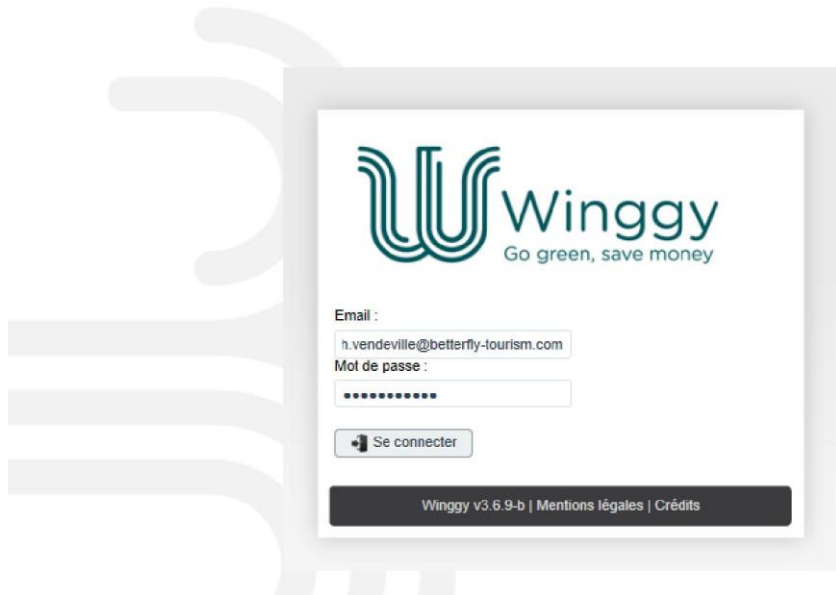 Winggy
Go green, save money
Email :
h.vendeville@betterfly-tourism.com
Mot de passe :
•••••••••••
Se connecter
Winggy v3.6.9-b | Mentions légales | Crédits